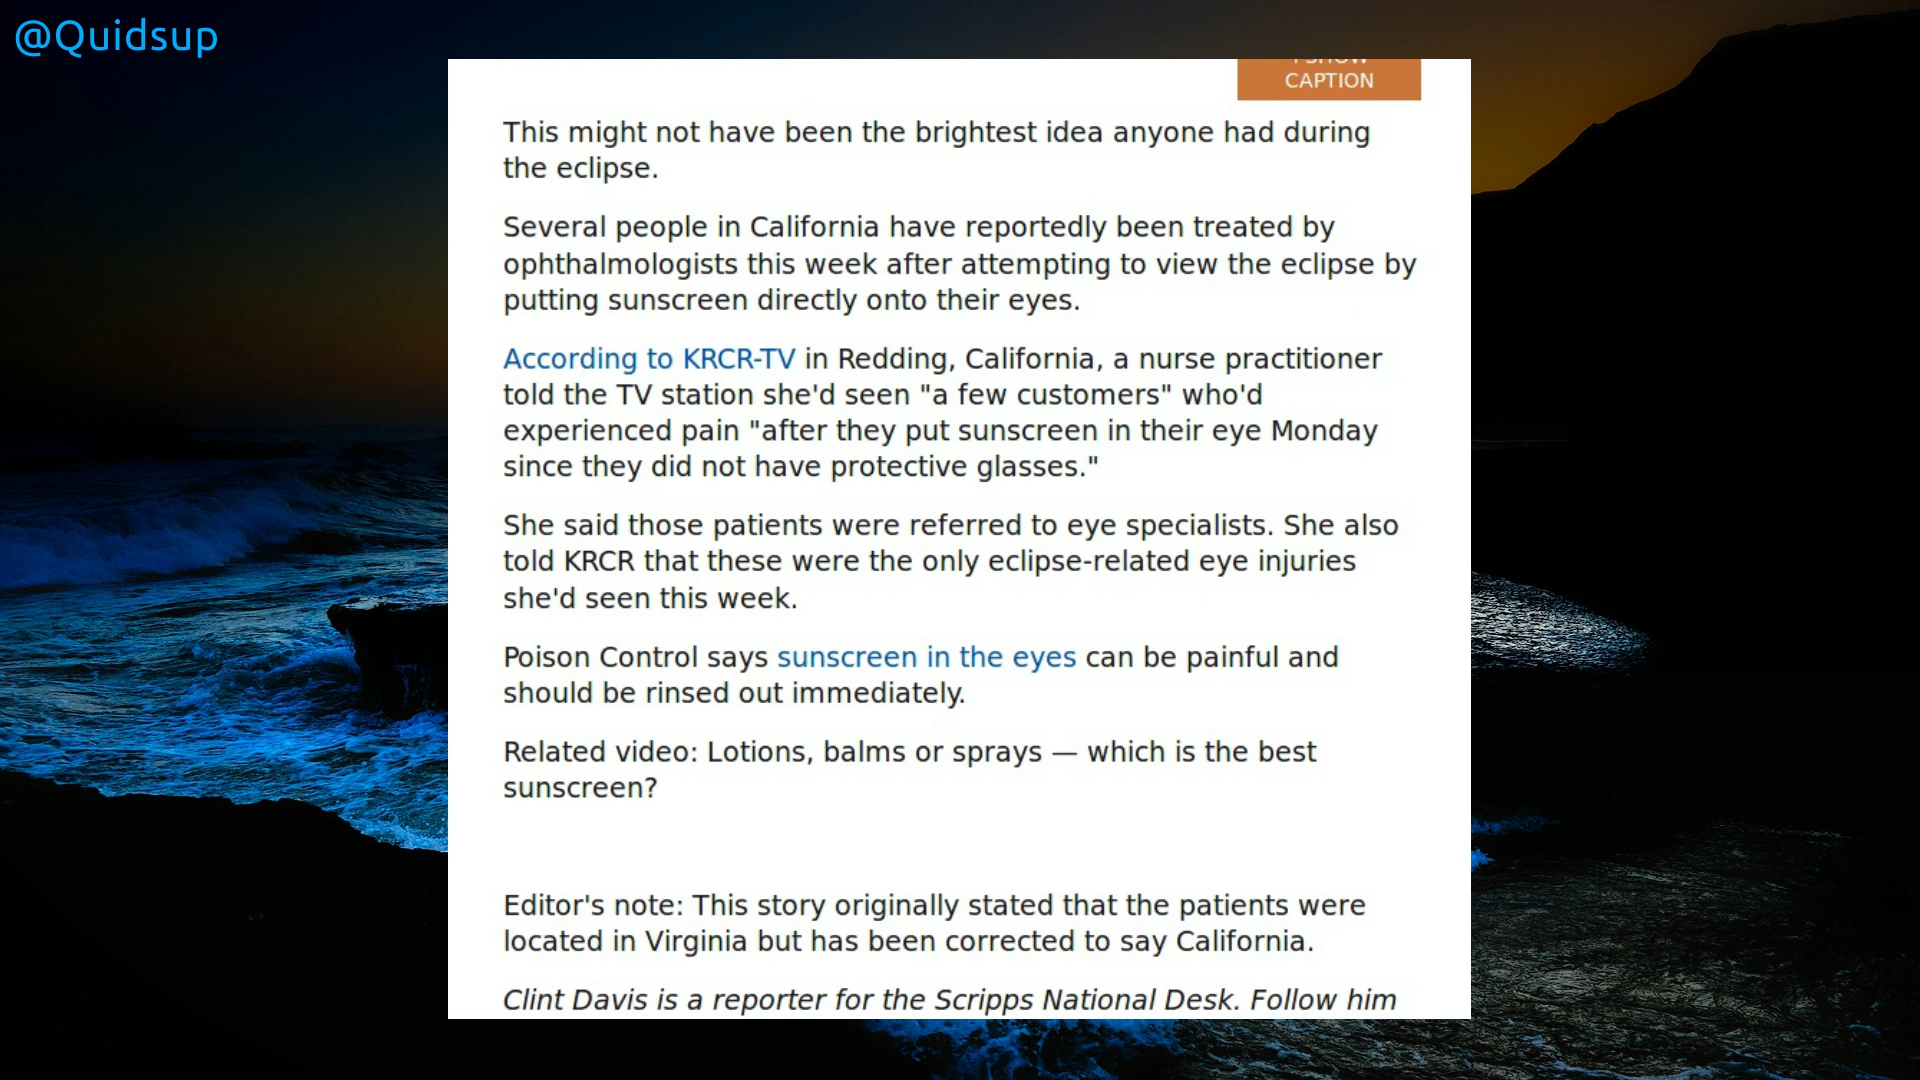 @Quidsup
CAPTION
This might not have been the brightest idea anyone had during
the eclipse.
Several people in California have reportedly been treated by
ophthalmologists this week after attempting to view the eclipse by
putting sunscreen directly onto their eyes.
According to KRCR-TV in Redding, California, a nurse practitioner
told the TV station she'd seen "a few customers" who'd
experienced pain "after they put sunscreen in their eye Monday
since they did not have protective glasses."
She said those patients were referred to eye specialists. She also
told KRCR that these were the only eclipse-related eye injuries
she'd seen this week.
Poison Control says sunscreen in the eyes can be painful and
should be rinsed out immediately.
Related video: Lotions, balms or sprays — which is the best
sunscreen?
Editor's note: This story originally stated that the patients were
located in Virginia but has been corrected to say California.
Clint Davis is a reporter for the Scripps National Desk. Follow him